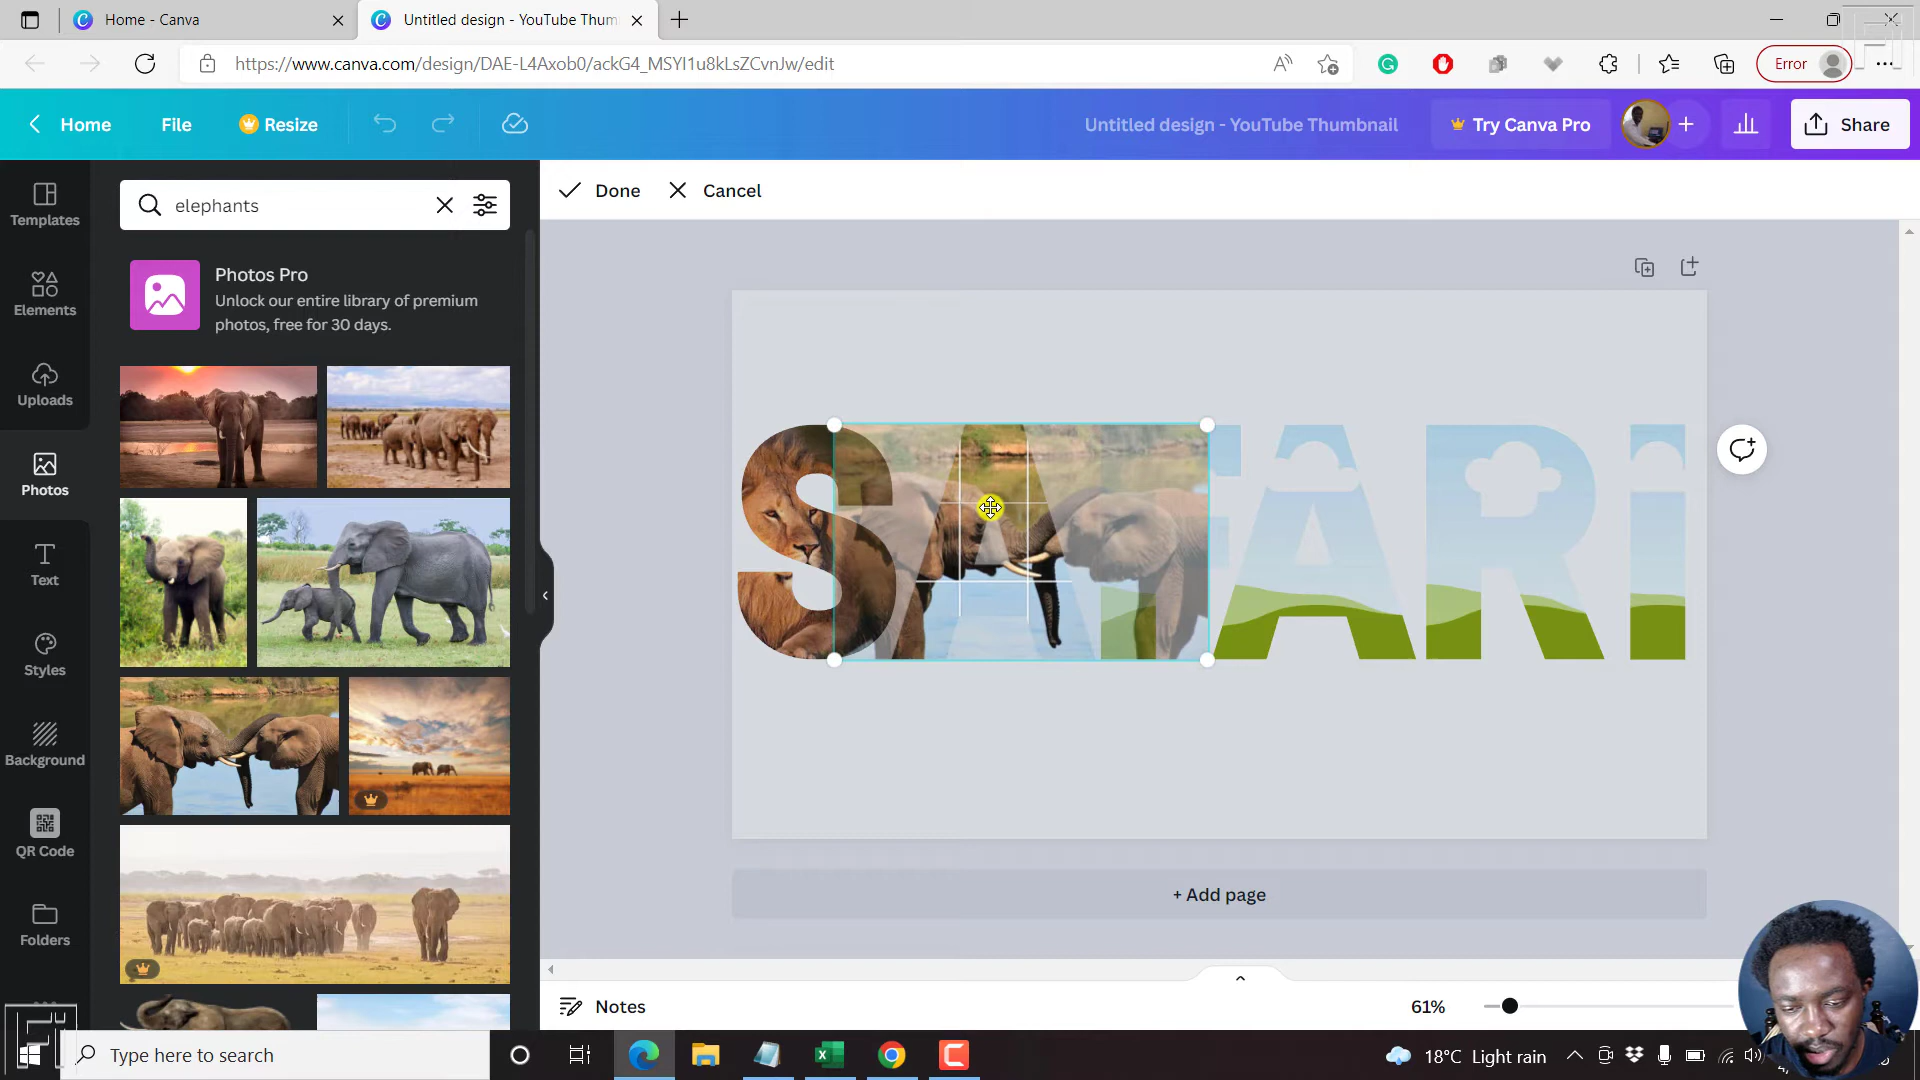 Home - Canva
Untitled design - YouTube Thum
https://www.canva.com/design/DAE-L4Axob0/ackG4_MSYI1u8kLsZCvnJw/edit
Error
Home
File
Resize
Untitled design - YouTube Thumbnail
Try Canva Pro
Share
Templates
Elements
Uploads
Photos
Text
Styles
Background
QR Code
Folders
elephants
Photos Pro
Unlock our entire library of premium
photos, free for 30 days.
Done
Cancel
SAFARi
+ Add page
Notes
61%
Type here to search
18°C Light rain